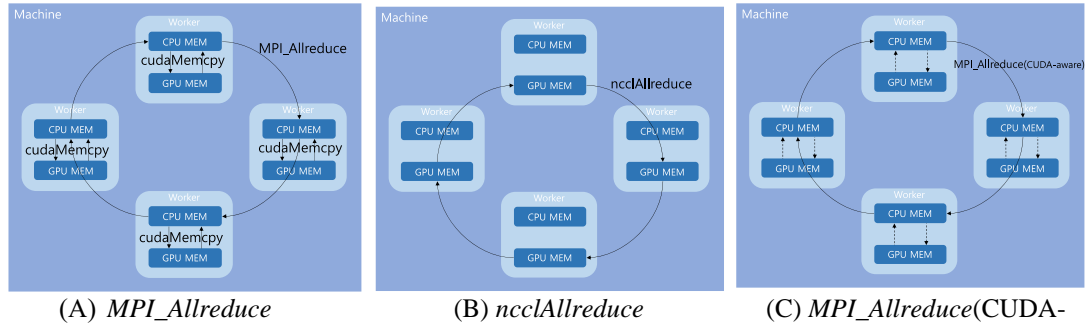 Machine
Worker
CPU MEM
cudaMemcpy
GPU MEM
MPI_Allreduce
Worker
CPU MEM
cudaMemcpy
GPU MEM
Worker
CPU MEM
cudaMemcpy
GPU MEM
Worker
CPU MEM
cudaMemcpy
GPU MEM
(A) MPI_Allreduce
Machine
Worker
CPU MEM
GPU MEM
ncclAllreduce
Worker
CPU MEM
GPU MEM
Worker
CPU MEM
GPU MEM
Worker
CPU MEM
GPU MEM
(B) ncclAllreduce
Machine
Worker
CPU MEM
GPU MEM
MPI_Allreduce(CUDA-aware)
Worker
CPU MEM
GPU MEM
Worker
CPU MEM
GPU MEM
Worker
CPU MEM
GPU MEM
(C) MPI_Allreduce(CUDA-